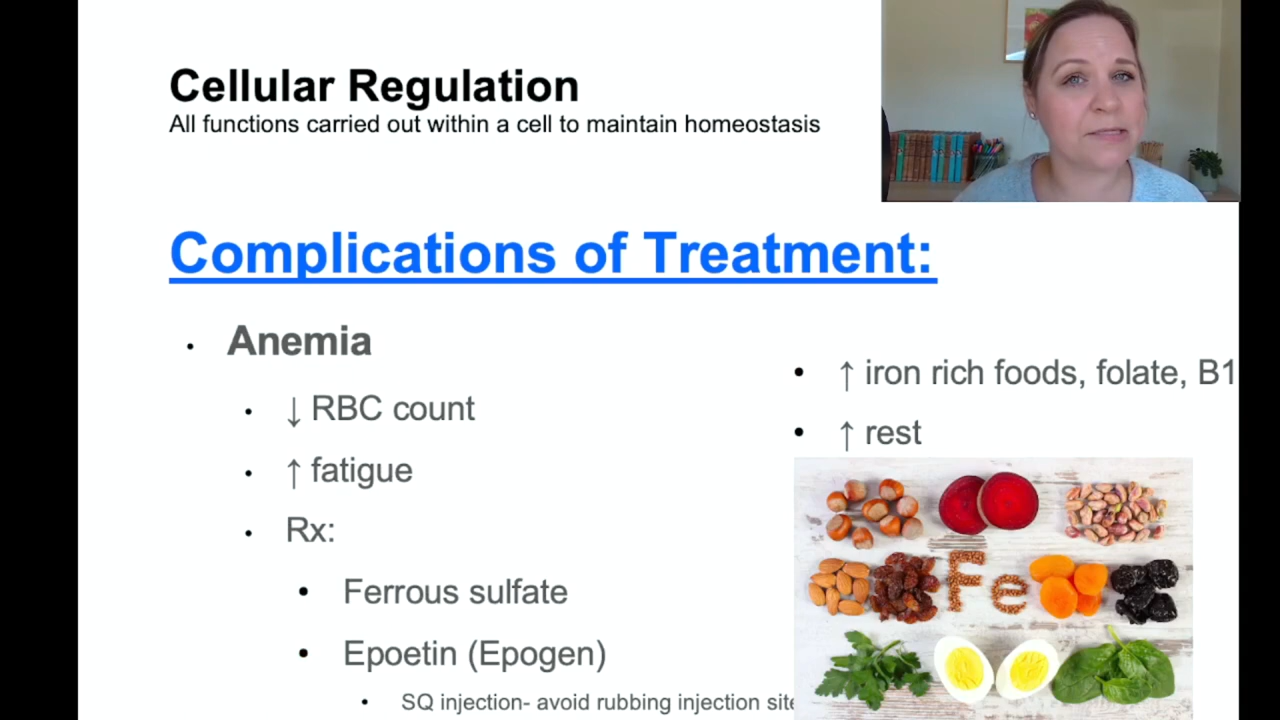 Cellular Regulation
All functions carried out within a cell to maintain homeostasis
Complications of Treatment:
• Anemia
• ↓ RBC count
• ↑ fatigue
• Rx:
• Ferrous sulfate
• Epoetin (Epogen)
• SQ injection- avoid rubbing injection site
• ↑ iron rich foods, folate, B1
• ↑ rest
Fe